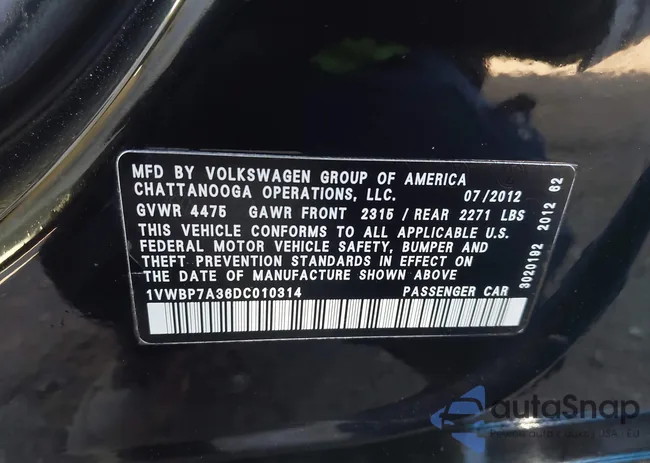 MFD BY VOLKSWAGEN GROUP OF AMERICA
CHATTANOOGA OPERATIONS, LLC. 07/2012
GVWR 4475 GAWR FRONT 2315 / REAR 2271 LBS
THIS VEHICLE CONFORMS TO ALL APPLICABLE U.S.
FEDERAL MOTOR VEHICLE SAFETY, BUMPER AND
THEFT PREVENTION STANDARDS IN EFFECT ON
THE DATE OF MANUFACTURE SHOWN ABOVE
1VWBP7A36DC010314 PASSENGER CAR
3020192 2012 62
autoSnap